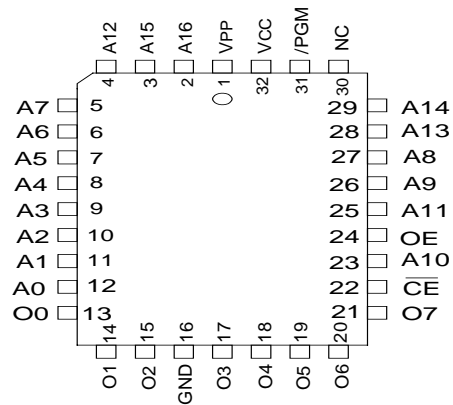 A12 A15 A16 VPP VCC /PGM NC
4 3 2 1 32 31 30
A7 5 29 A14
A6 6 28 A13
A5 7 27 A8
A4 8 26 A9
A3 9 25 A11
A2 10 24 OE
A1 11 23 A10
A0 12 22 C̅E̅
O0 13 21 O7
14 15 16 17 18 19 20
O1 O2 GND O3 O4 O5 O6